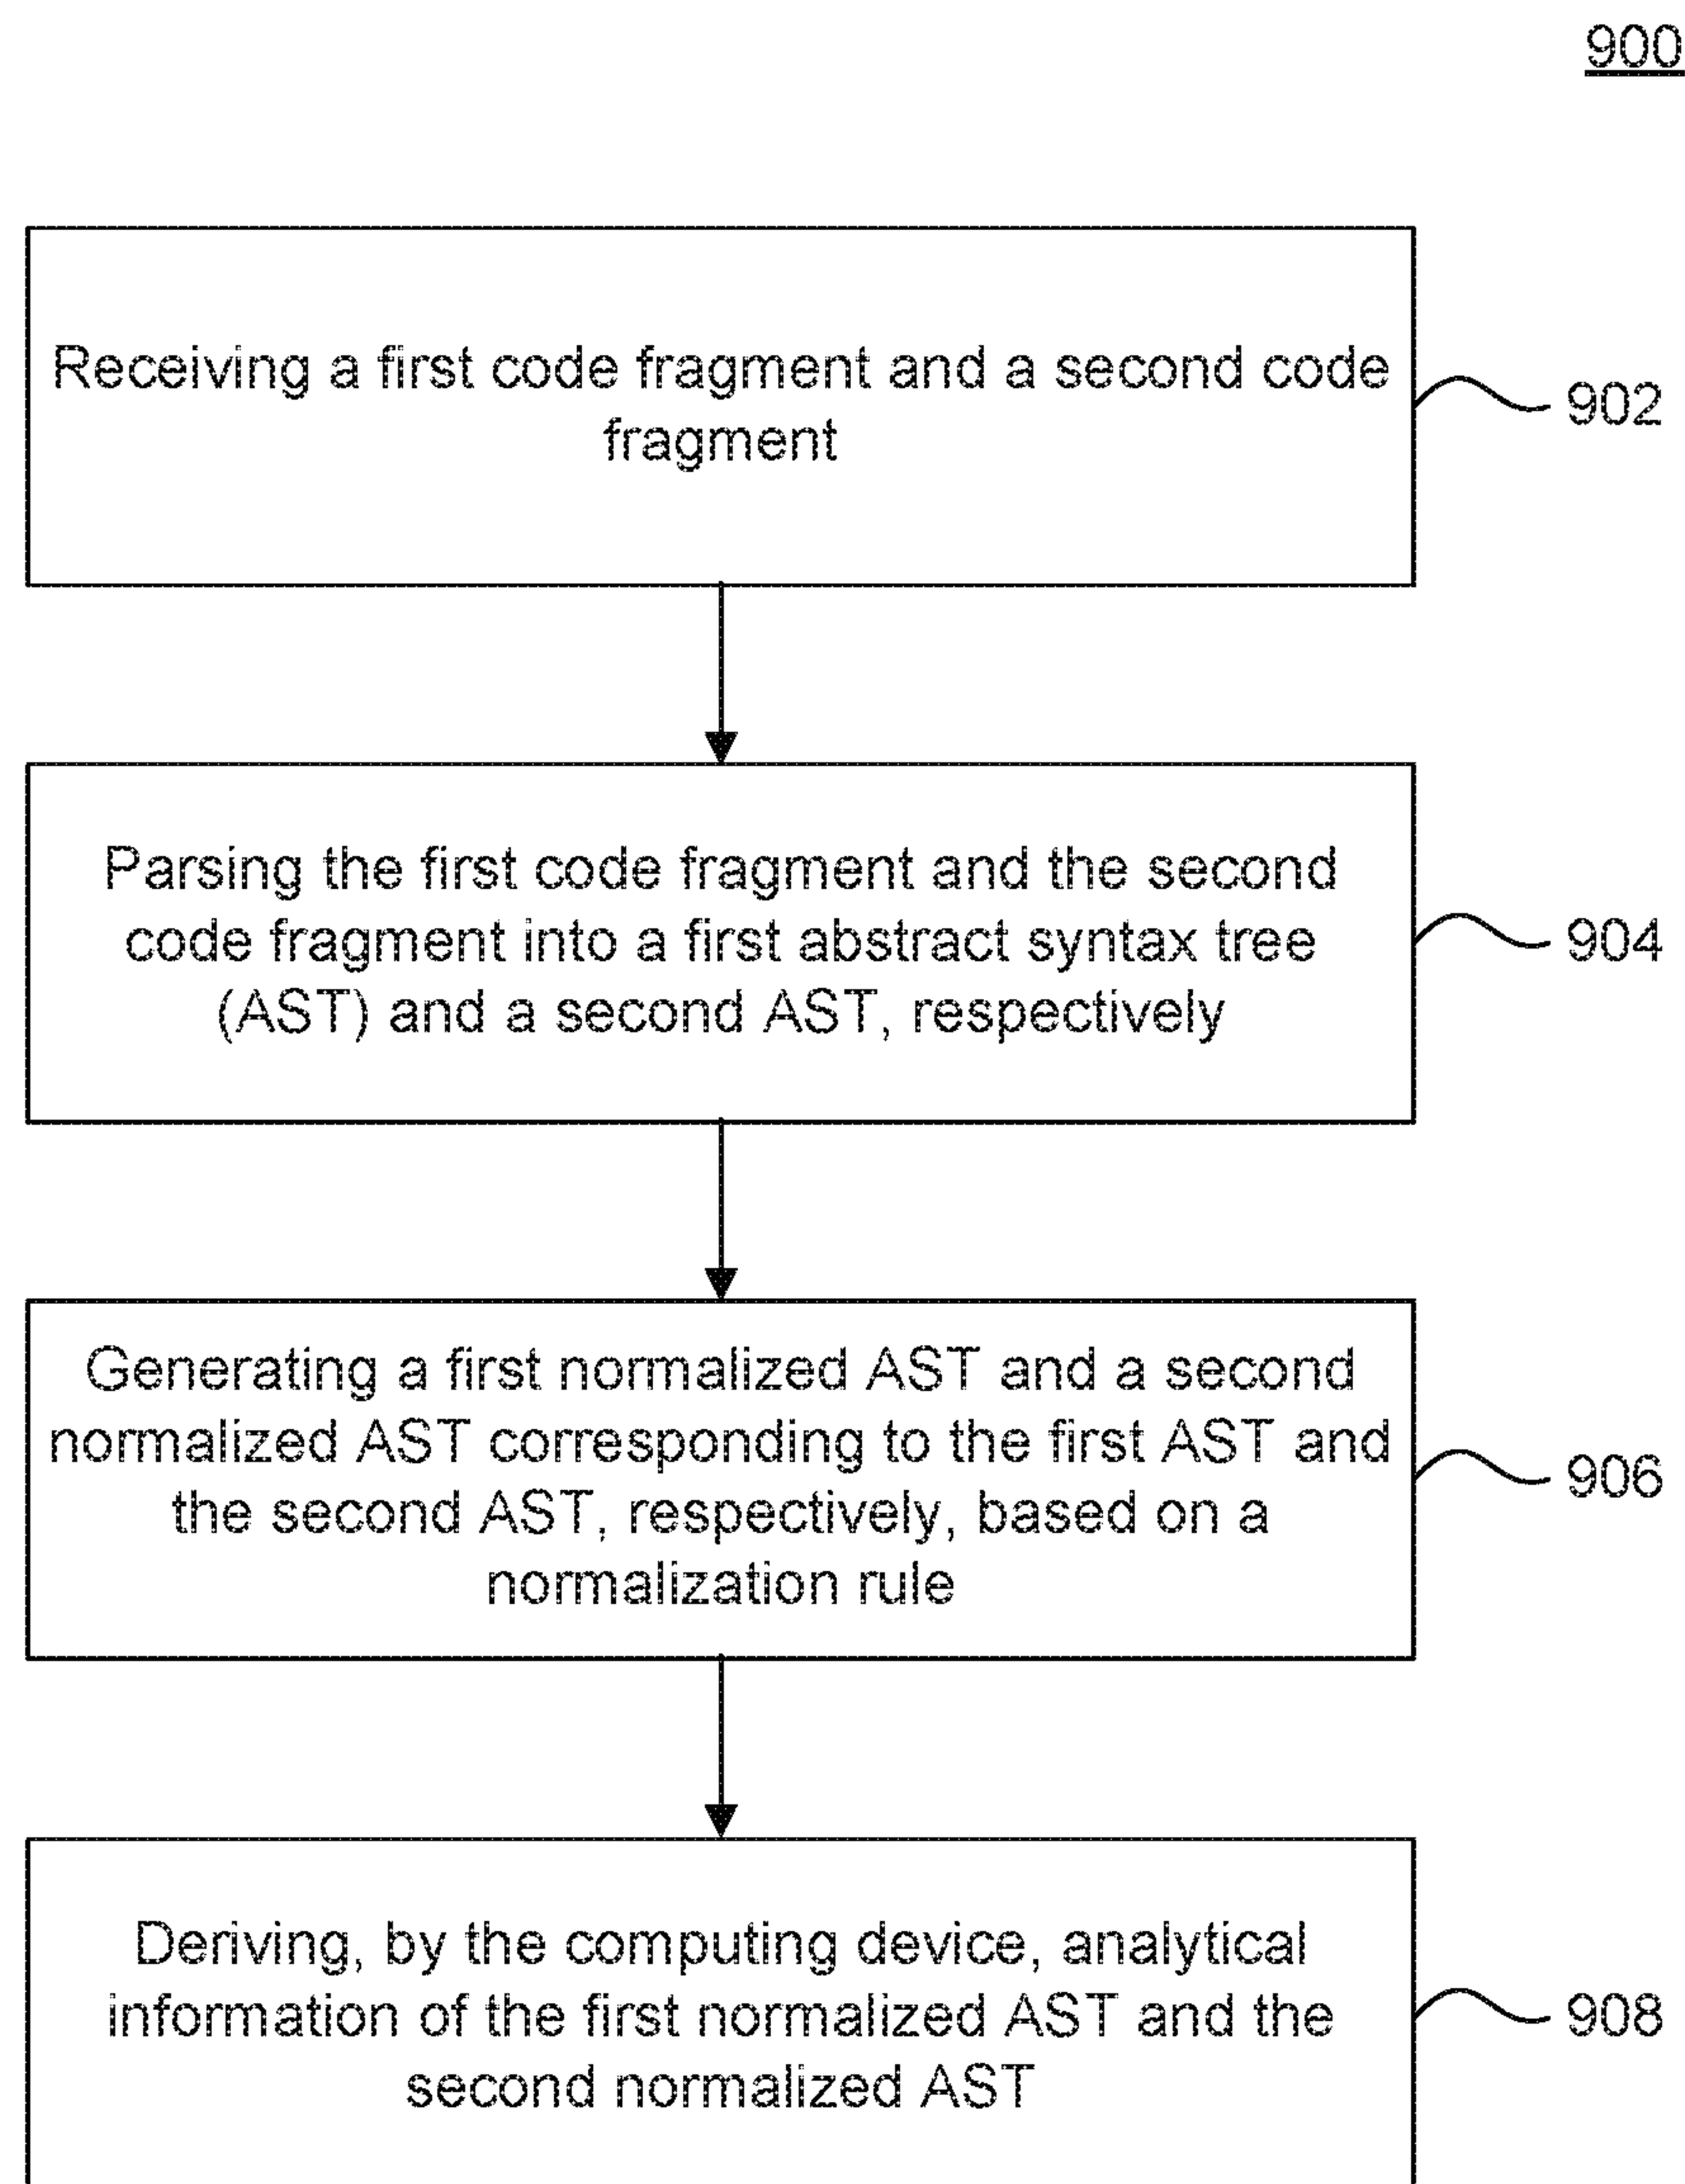 900
Receiving a first code fragment and a second code
fragment
902
Parsing the first code fragment and the second
code fragment into a first abstract syntax tree
(AST) and a second AST, respectively
904
Generating a first normalized AST and a second
normalized AST corresponding to the first AST and
the second AST, respectively, based on a
normalization rule
906
Deriving, by the computing device, analytical
information of the first normalized AST and the
second normalized AST
908